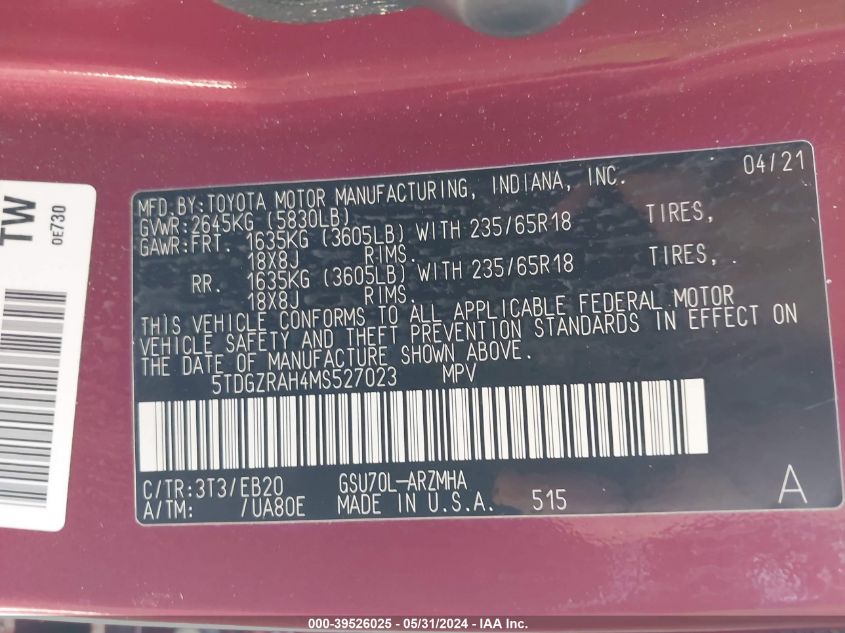 TW
0E730
MFD.BY:TOYOTA MOTOR MANUFACTURING, INDIANA, INC. 04/21
GVWR:2645KG (5830LB)
GAWR:FRT. 1635KG (3605LB) WITH 235/65R18 TIRES,
18X8J RIMS.
RR. 1635KG (3605LB) WITH 235/65R18 TIRES, .
18X8J RIMS.
THIS VEHICLE CONFORMS TO ALL APPLICABLE FEDERAL MOTOR
VEHICLE SAFETY AND THEFT PREVENTION STANDARDS IN EFFECT ON
THE DATE OF MANUFACTURE SHOWN ABOVE.
5TDGZRAH4MS527023 MPV
C/TR:3T3/EB20 GSU70L-ARZMHA
A/TM: /UA80E MADE IN U.S.A. 515 A
000-39526025 - 05/31/2024 - IAA Inc.